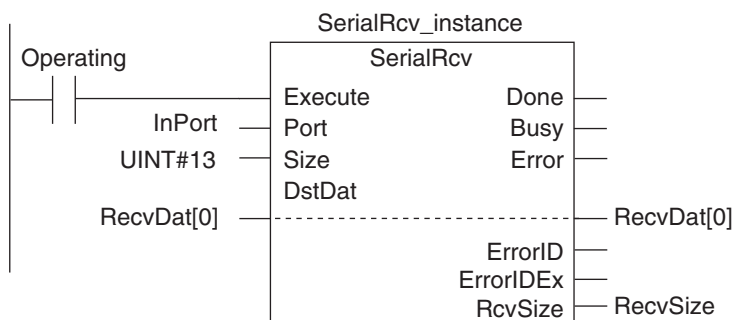 SerialRcv_instance
Operating
SerialRcv
Execute Done
InPort Port Busy
UINT#13 Size Error
DstDat
RecvDat[0] RecvDat[0]
ErrorID
ErrorIDEx
RcvSize RecvSize